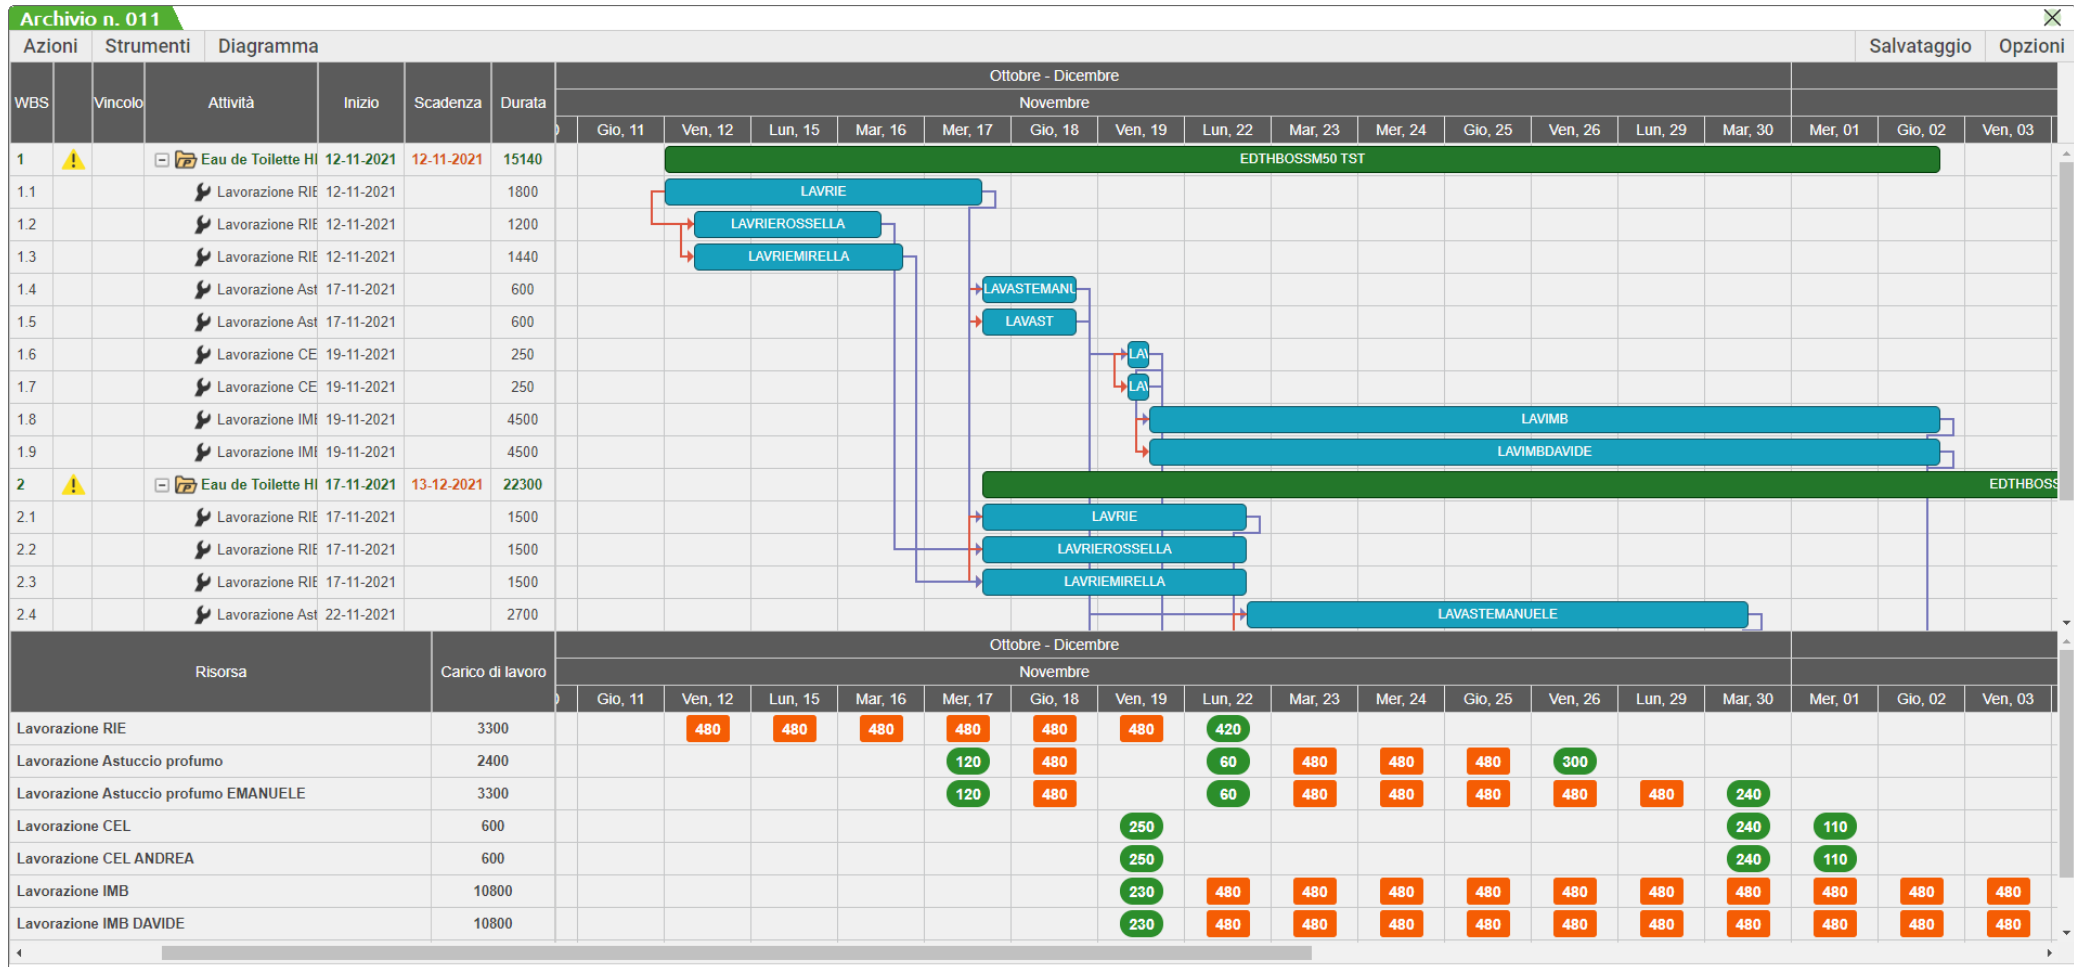 Archivio n. 011
Azioni Strumenti Diagramma Salvataggio Opzioni
WBS Vincolo Attività Inizio Scadenza Durata
Ottobre - Dicembre
Novembre
Gio, 11 Ven, 12 Lun, 15 Mar, 16 Mer, 17 Gio, 18 Ven, 19 Lun, 22 Mar, 23 Mer, 24 Gio, 25 Ven, 26 Lun, 29 Mar, 30 Mer, 01 Gio, 02 Ven, 03
1 Eau de Toilette HI 12-11-2021 12-11-2021 15140 EDTHBOSSM50 TST
1.1 Lavorazione RIE 12-11-2021 1800 LAVRIE
1.2 Lavorazione RIE 12-11-2021 1200 LAVRIEROSSELLA
1.3 Lavorazione RIE 12-11-2021 1440 LAVRIEMIRELLA
1.4 Lavorazione Ast 17-11-2021 600 LAVASTEMANU
1.5 Lavorazione Ast 17-11-2021 600 LAVAST
1.6 Lavorazione CE 19-11-2021 250 LAV
1.7 Lavorazione CE 19-11-2021 250 LAV
1.8 Lavorazione IME 19-11-2021 4500 LAVIMB
1.9 Lavorazione IME 19-11-2021 4500 LAVIMBDAVIDE
2 Eau de Toilette HI 17-11-2021 13-12-2021 22300 EDTHBOSS
2.1 Lavorazione RIE 17-11-2021 1500 LAVRIE
2.2 Lavorazione RIE 17-11-2021 1500 LAVRIEROSSELLA
2.3 Lavorazione RIE 17-11-2021 1500 LAVRIEMIRELLA
2.4 Lavorazione Ast 22-11-2021 2700 LAVASTEMANUELE
Risorsa Carico di lavoro
Ottobre - Dicembre
Novembre
Gio, 11 Ven, 12 Lun, 15 Mar, 16 Mer, 17 Gio, 18 Ven, 19 Lun, 22 Mar, 23 Mer, 24 Gio, 25 Ven, 26 Lun, 29 Mar, 30 Mer, 01 Gio, 02 Ven, 03
Lavorazione RIE 3300 480 480 480 480 480 480 420
Lavorazione Astuccio profumo 2400 120 480 60 480 480 480 300
Lavorazione Astuccio profumo EMANUELE 3300 120 480 60 480 480 480 480 480 240
Lavorazione CEL 600 250 240 110
Lavorazione CEL ANDREA 600 250 240 110
Lavorazione IMB 10800 230 480 480 480 480 480 480 480 480 480 480
Lavorazione IMB DAVIDE 10800 230 480 480 480 480 480 480 480 480 480 480